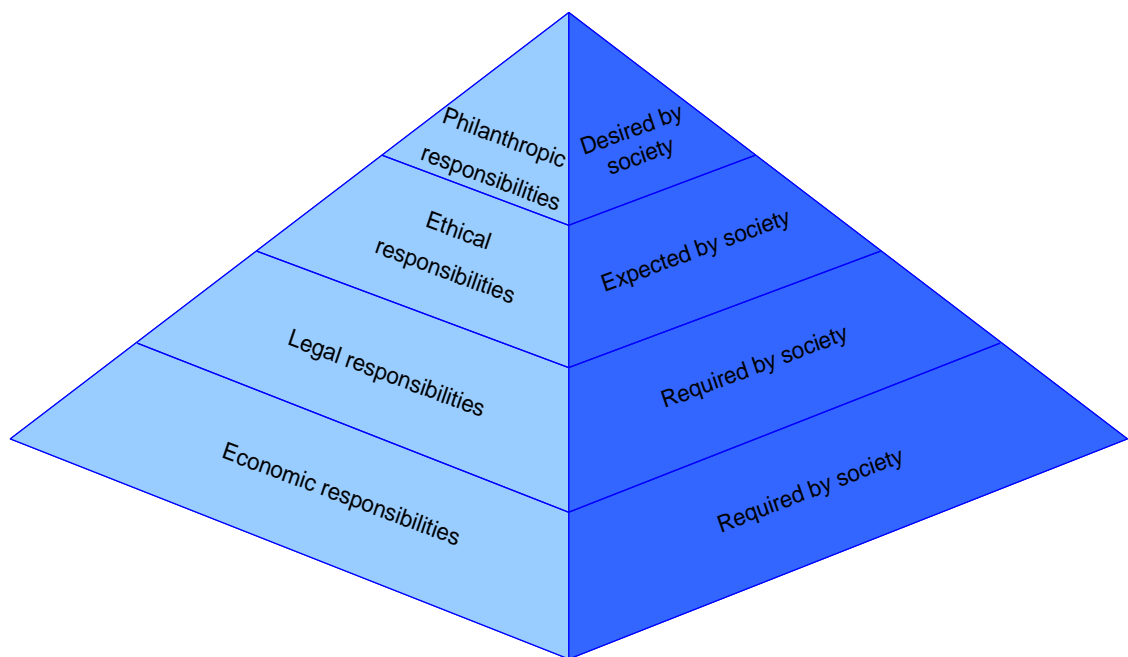 Philanthropic
responsibilities
Desired by
society
Ethical
responsibilities
Expected by society
Legal responsibilities
Required by society
Economic responsibilities
Required by society